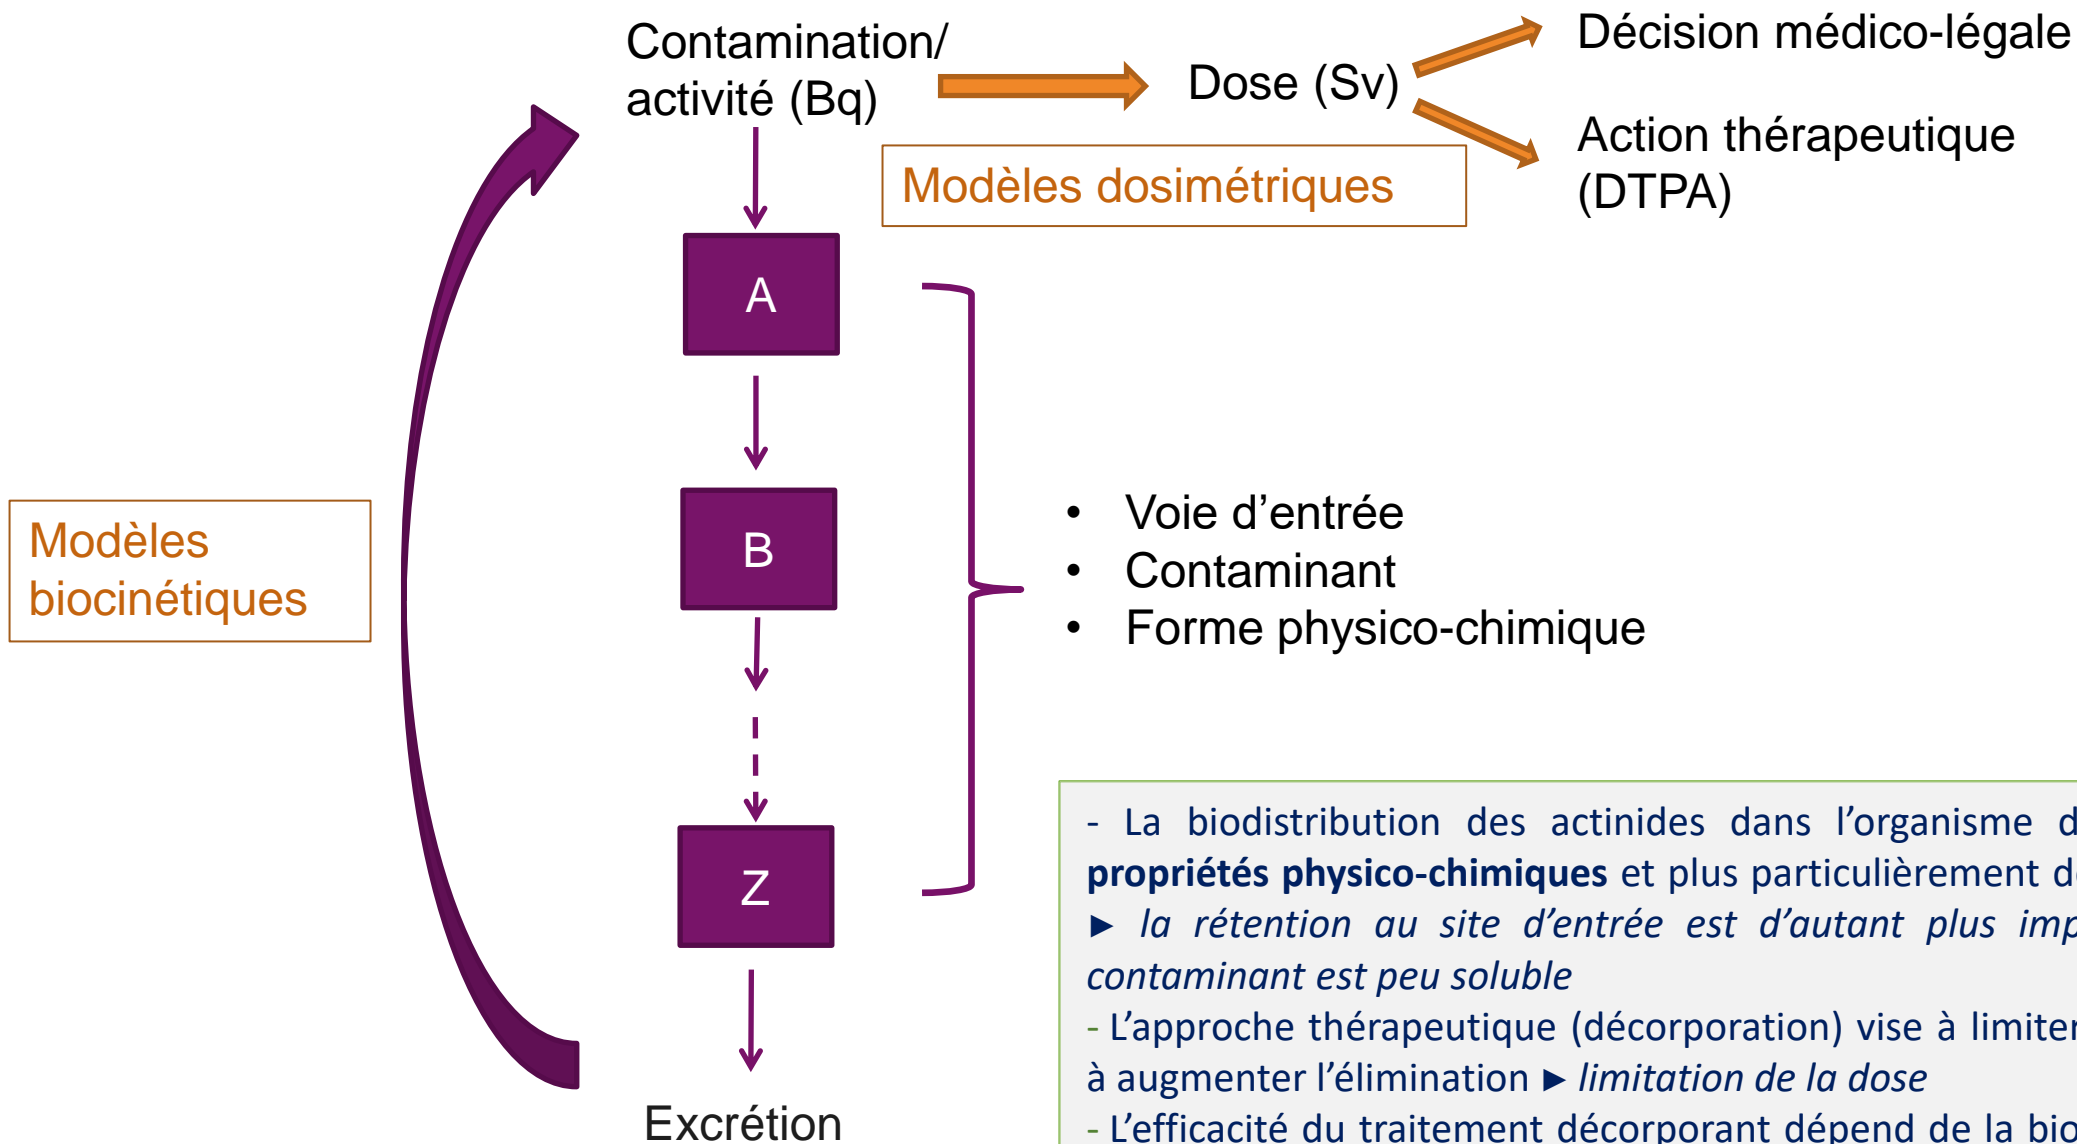 Contamination/
activité (Bq)
Dose (Sv)
Décision médico-légale
Action thérapeutique
(DTPA)
Modèles dosimétriques
A
B
Z
Excrétion
Modèles
biocinétiques
• Voie d’entrée
• Contaminant
• Forme physico-chimique
- La biodistribution des actinides dans l’organisme
propriétés physico-chimiques et plus particulièrement
► la rétention au site d’entrée est d’autant plus
contaminant est peu soluble
- L’approche thérapeutique (décorporation) vise à limiter
à augmenter l’élimination ► limitation de la dose
- L’efficacité du traitement décorporant dépend de la